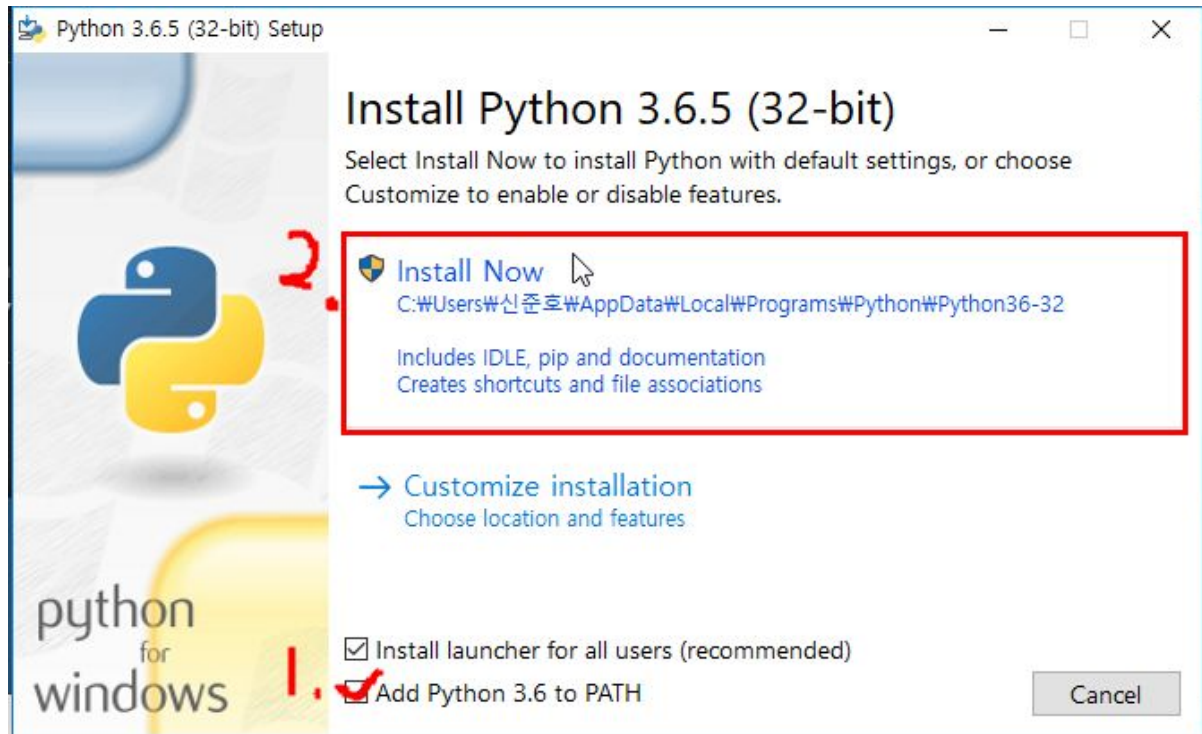 Python 3.6.5 (32-bit) Setup
Install Python 3.6.5 (32-bit)
Select Install Now to install Python with default settings, or choose
Customize to enable or disable features.
2.
Install Now
C:₩Users₩신준호₩AppData₩Local₩Programs₩Python₩Python36-32
Includes IDLE, pip and documentation
Creates shortcuts and file associations
→ Customize installation
Choose location and features
python
for
windows
Install launcher for all users (recommended)
1.
Add Python 3.6 to PATH
Cancel